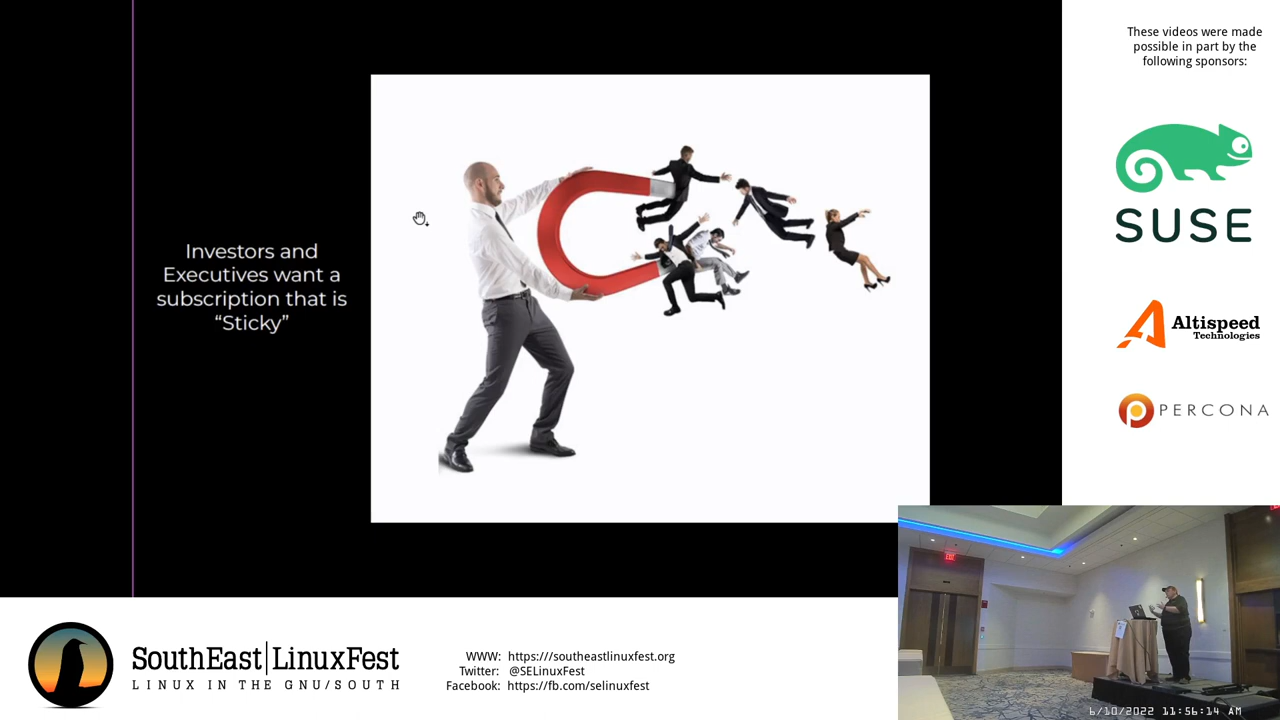 Investors and
Executives want a
subscription that is
“Sticky”
These videos were made
possible in part by the
following sponsors:
SUSE
Altispeed
Technologies
PERCONA
SouthEast|LinuxFest
LINUX IN THE GNU/SOUTH
WWW: https:///southeastlinuxfest.org
Twitter: @SELinuxFest
Facebook: https://fb.com/selinuxfest
6/10/2022 11:56:14 AM